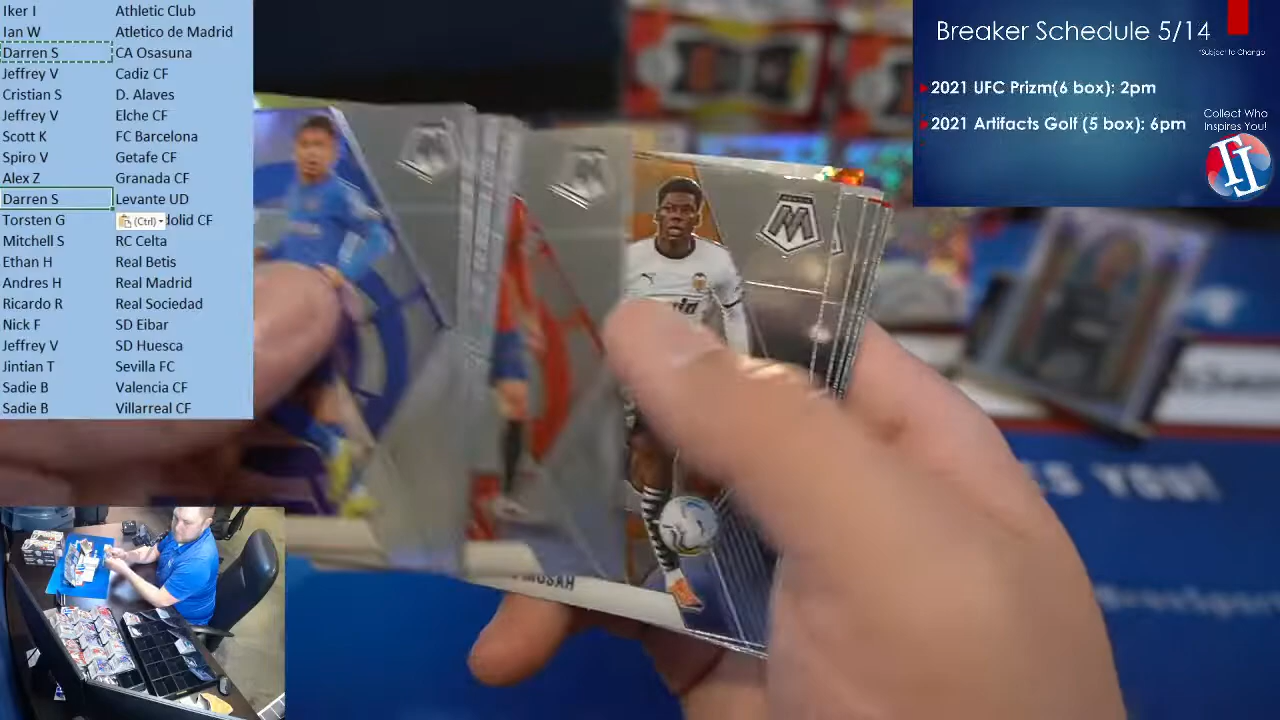 Iker I Athletic Club
Ian W Atletico de Madrid
Darren S CA Osasuna
Jeffrey V Cadiz CF
Cristian S D. Alaves
Jeffrey V Elche CF
Scott K FC Barcelona
Spiro V Getafe CF
Alex Z Granada CF
Darren S Levante UD
Torsten G (Ctrl) dolid CF
Mitchell S RC Celta
Ethan H Real Betis
Andres H Real Madrid
Ricardo R Real Sociedad
Nick F SD Eibar
Jeffrey V SD Huesca
Jintian T Sevilla FC
Sadie B Valencia CF
Sadie B Villarreal CF
Breaker Schedule 5/14
*Subject to Change
2021 UFC Prizm(6 box): 2pm
2021 Artifacts Golf (5 box): 6pm
Collect Who
Inspires You!
MUSAH
ES YOU!